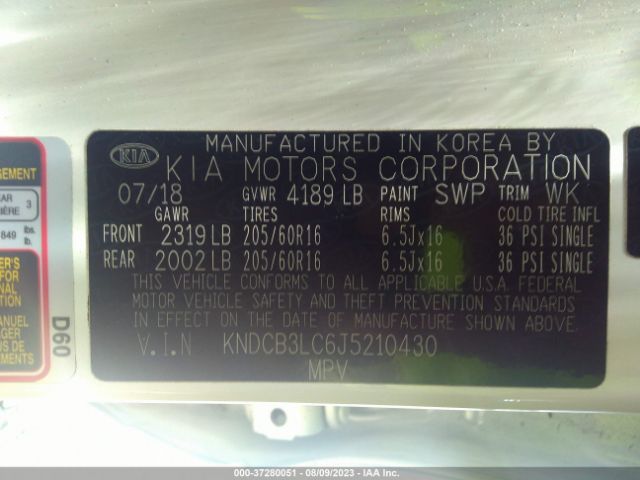 KIA
MANUFACTURED IN KOREA BY
KIA MOTORS CORPORATION
07/18 GVWR 4189 LB PAINT SWP TRIM WK
GAWR TIRES RIMS COLD TIRE INFL
FRONT 2319 LB 205/60R16 6.5Jx16 36 PSI SINGLE
REAR 2002 LB 205/60R16 6.5Jx16 36 PSI SINGLE
THIS VEHICLE CONFORMS TO ALL APPLICABLE U.S.A. FEDERAL
MOTOR VEHICLE SAFETY AND THEFT PREVENTION STANDARDS
IN EFFECT ON THE DATE OF MANUFACTURE SHOWN ABOVE.
V.I.N KNDCB3LC6J5210430
MPV
3
849 lbs.
lb.
D60
000-37280051 - 08/09/2023 - IAA Inc.